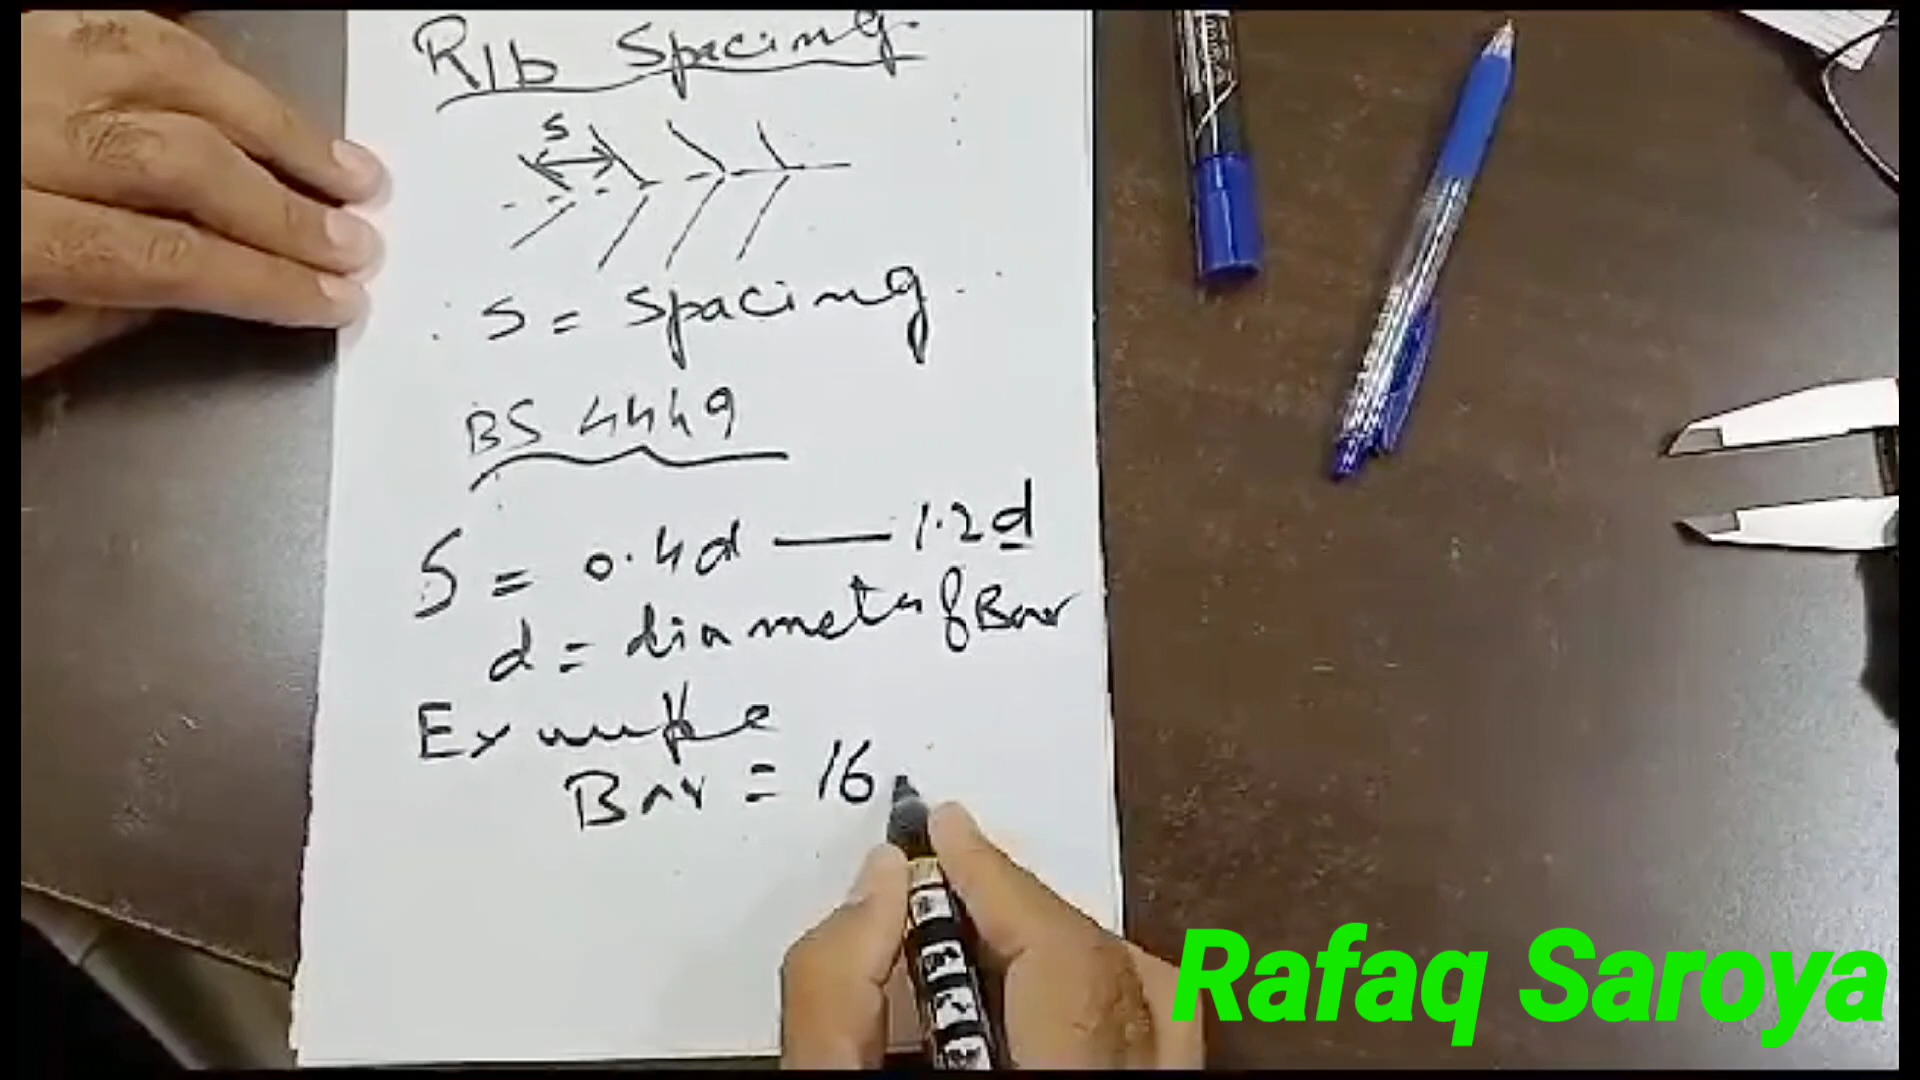 Rib Spacing.
S
S = Spacing
BS 4449
S = 0.4d — 1.2d
d = diameter of Bar
Example
Bar = 16
Rafaq Saroya